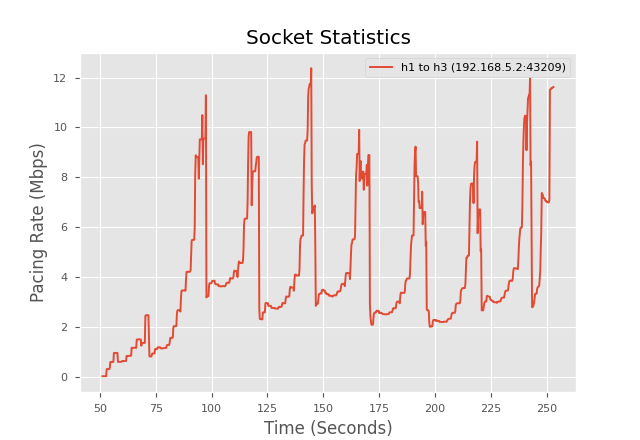 Socket Statistics
h1 to h3 (192.168.5.2:43209)
Pacing Rate (Mbps)
12
10
8
6
4
2
0
50 75 100 125 150 175 200 225 250
Time (Seconds)